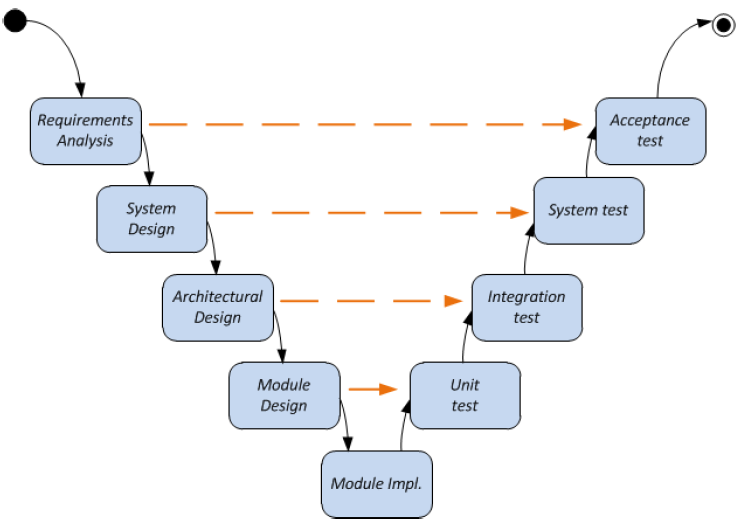 Requirements
Analysis
Acceptance
test
System
Design
System test
Architectural
Design
Integration
test
Module
Design
Unit
test
Module Impl.